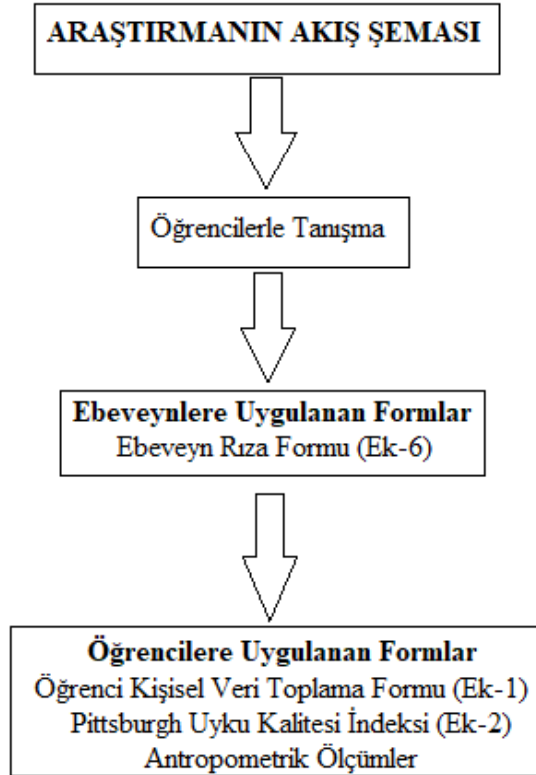 ARAŞTIRMANIN AKIŞ ŞEMASI
Öğrencilerle Tanışma
Ebeveynlere Uygulanan Formlar
Ebeveyn Rıza Formu (Ek-6)
Öğrencilere Uygulanan Formlar
Öğrenci Kişisel Veri Toplama Formu (Ek-1)
Pittsburgh Uyku Kalitesi İndeksi (Ek-2)
Antropometrik Ölçümler